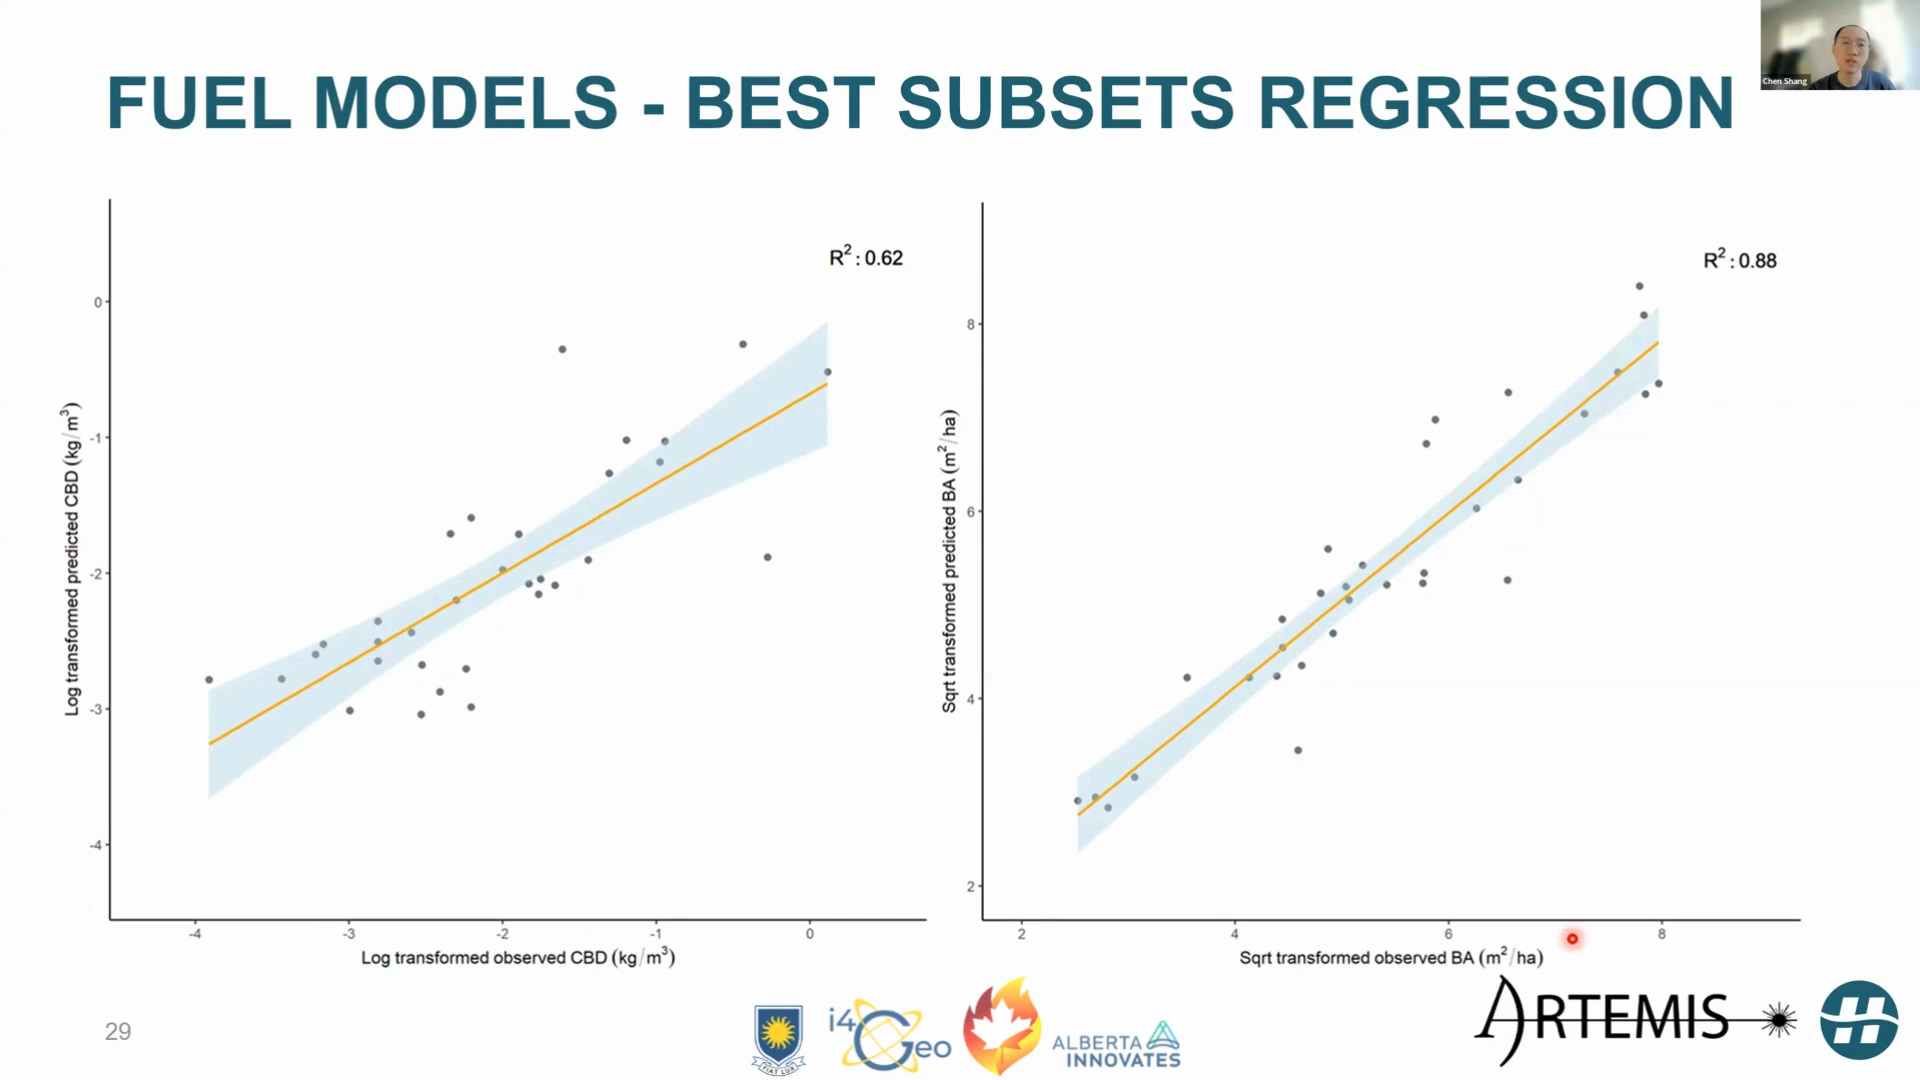 Chen Shang
FUEL MODELS - BEST SUBSETS REGRESSION
R²: 0.62
0
-1
-2
-3
-4
Log transformed predicted CBD (kg/m³)
-4 -3 -2 -1 0
Log transformed observed CBD (kg/m³)
R²: 0.88
8
6
4
2
Sqrt transformed predicted BA (m²/ha)
2 4 6 8
Sqrt transformed observed BA (m²/ha)
29
FIAT LUX
i4Geo
ALBERTA
INNOVATES
ARTEMIS
H